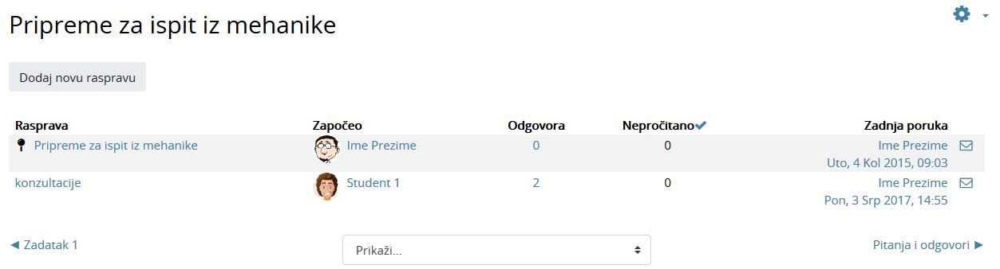 Pripreme za ispit iz mehanike
Dodaj novu raspravu
Rasprava Započeo Odgovora Nepročitano Zadnja poruka
Pripreme za ispit iz mehanike Ime Prezime 0 0 Ime Prezime
Uto, 4 Kol 2015, 09:03
konzultacije Student 1 2 0 Ime Prezime
Pon, 3 Srp 2017, 14:55
◄ Zadatak 1 Prikaži... Pitanja i odgovori ►